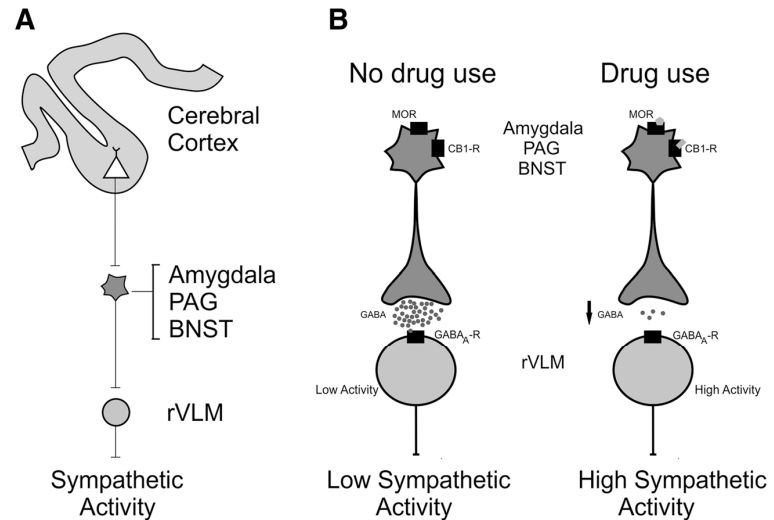 A
Cerebral
Cortex
Amygdala
PAG
BNST
rVLM
Sympathetic
Activity
B
No drug use
Drug use
MOR
CB1-R
Amygdala
PAG
BNST
MOR
CB1-R
GABA
GABAA-R
GABA
GABAA-R
rVLM
Low Activity
High Activity
Low Sympathetic
Activity
High Sympathetic
Activity